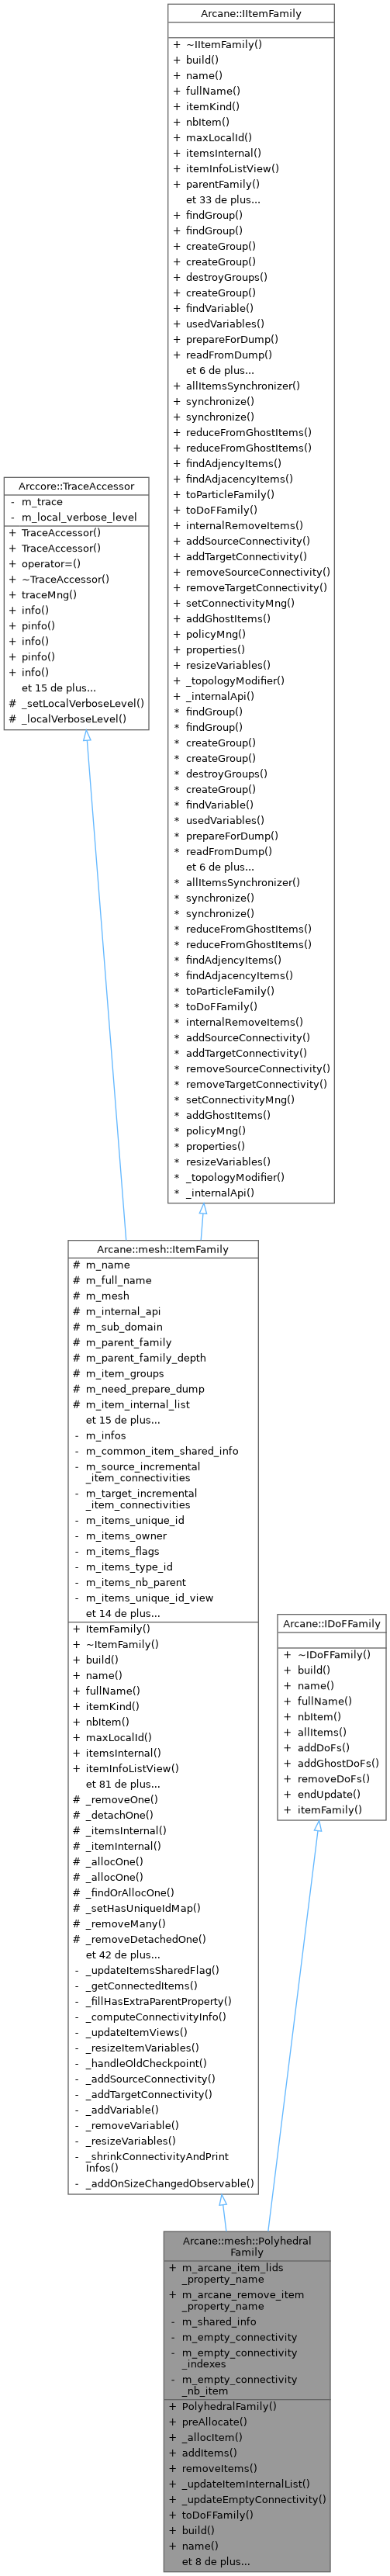 Arcane::IItemFamily
+ ~IItemFamily()
+ build()
+ name()
+ fullName()
+ itemKind()
+ nbItem()
+ maxLocalId()
+ itemsInternal()
+ itemInfoListView()
+ parentFamily()
et 33 de plus...
+ findGroup()
+ findGroup()
+ createGroup()
+ createGroup()
+ destroyGroups()
+ createGroup()
+ findVariable()
+ usedVariables()
+ prepareForDump()
+ readFromDump()
et 6 de plus...
+ allItemsSynchronizer()
+ synchronize()
+ synchronize()
+ reduceFromGhostItems()
+ reduceFromGhostItems()
+ findAdjencyItems()
+ findAdjacencyItems()
+ toParticleFamily()
+ toDoFFamily()
+ internalRemoveItems()
+ addSourceConnectivity()
+ addTargetConnectivity()
+ removeSourceConnectivity()
+ removeTargetConnectivity()
+ setConnectivityMng()
+ addGhostItems()
+ policyMng()
+ properties()
+ resizeVariables()
+ _topologyModifier()
+ _internalApi()
* findGroup()
* findGroup()
* createGroup()
* createGroup()
* destroyGroups()
* createGroup()
* findVariable()
* usedVariables()
* prepareForDump()
* readFromDump()
et 6 de plus...
* allItemsSynchronizer()
* synchronize()
* synchronize()
* reduceFromGhostItems()
* reduceFromGhostItems()
* findAdjencyItems()
* findAdjacencyItems()
* toParticleFamily()
* toDoFFamily()
* internalRemoveItems()
* addSourceConnectivity()
* addTargetConnectivity()
* removeSourceConnectivity()
* removeTargetConnectivity()
* setConnectivityMng()
* addGhostItems()
* policyMng()
* properties()
* resizeVariables()
* _topologyModifier()
* _internalApi()
Arccore::TraceAccessor
- m_trace
- m_local_verbose_level
+ TraceAccessor()
+ TraceAccessor()
+ operator=()
+ ~TraceAccessor()
+ traceMng()
+ info()
+ pinfo()
+ info()
+ pinfo()
+ info()
et 15 de plus...
# _setLocalVerboseLevel()
# _localVerboseLevel()
Arcane::mesh::ItemFamily
# m_name
# m_full_name
# m_mesh
# m_internal_api
# m_sub_domain
# m_parent_family
# m_parent_family_depth
# m_item_groups
# m_need_prepare_dump
# m_item_internal_list
et 15 de plus...
- m_infos
- m_common_item_shared_info
- m_source_incremental
_item_connectivities
- m_target_incremental
_item_connectivities
- m_items_unique_id
- m_items_owner
- m_items_flags
- m_items_type_id
- m_items_nb_parent
- m_items_unique_id_view
et 14 de plus...
+ ItemFamily()
+ ~ItemFamily()
+ build()
+ name()
+ fullName()
+ itemKind()
+ nbItem()
+ maxLocalId()
+ itemsInternal()
+ itemInfoListView()
et 81 de plus...
# _removeOne()
# _detachOne()
# _itemsInternal()
# _itemInternal()
# _allocOne()
# _allocOne()
# _findOrAllocOne()
# _setHasUniqueIdMap()
# _removeMany()
# _removeDetachedOne()
et 42 de plus...
- _updateItemsSharedFlag()
- _getConnectedItems()
- _fillHasExtraParentProperty()
- _computeConnectivityInfo()
- _updateItemViews()
- _resizeItemVariables()
- _handleOldCheckpoint()
- _addSourceConnectivity()
- _addTargetConnectivity()
- _addVariable()
- _removeVariable()
- _resizeVariables()
- _shrinkConnectivityAndPrint
Infos()
- _addOnSizeChangedObservable()
Arcane::IDoFFamily
+ ~IDoFFamily()
+ build()
+ name()
+ fullName()
+ nbItem()
+ allItems()
+ addDoFs()
+ addGhostDoFs()
+ removeDoFs()
+ endUpdate()
+ itemFamily()
Arcane::mesh::Polyhedral
Family
+ m_arcane_item_lids
_property_name
+ m_arcane_remove_item
_property_name
- m_shared_info
- m_empty_connectivity
- m_empty_connectivity
_indexes
- m_empty_connectivity
_nb_item
+ PolyhedralFamily()
+ preAllocate()
+ _allocItem()
+ addItems()
+ removeItems()
+ _updateItemInternalList()
+ _updateEmptyConnectivity()
+ toDoFFamily()
+ build()
+ name()
et 8 de plus...